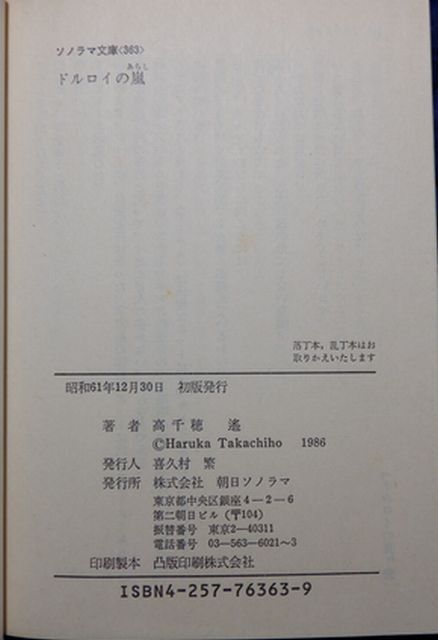 ソノラマ文庫〈363〉
あらし
ドルロイの嵐
落丁本，乱丁本はお
取りかえいたします
昭和61年12月30日 初版発行
著者 高千穂 遙
©Haruka Takachiho 1986
発行人 喜久村 繁
発行所 株式会社 朝日ソノラマ
東京都中央区銀座4－2－6
第二朝日ビル（〒104）
振替番号 東京2―40311
電話番号 03―563―6021～3
印刷製本 凸版印刷株式会社
ISBN4-257-76363-9